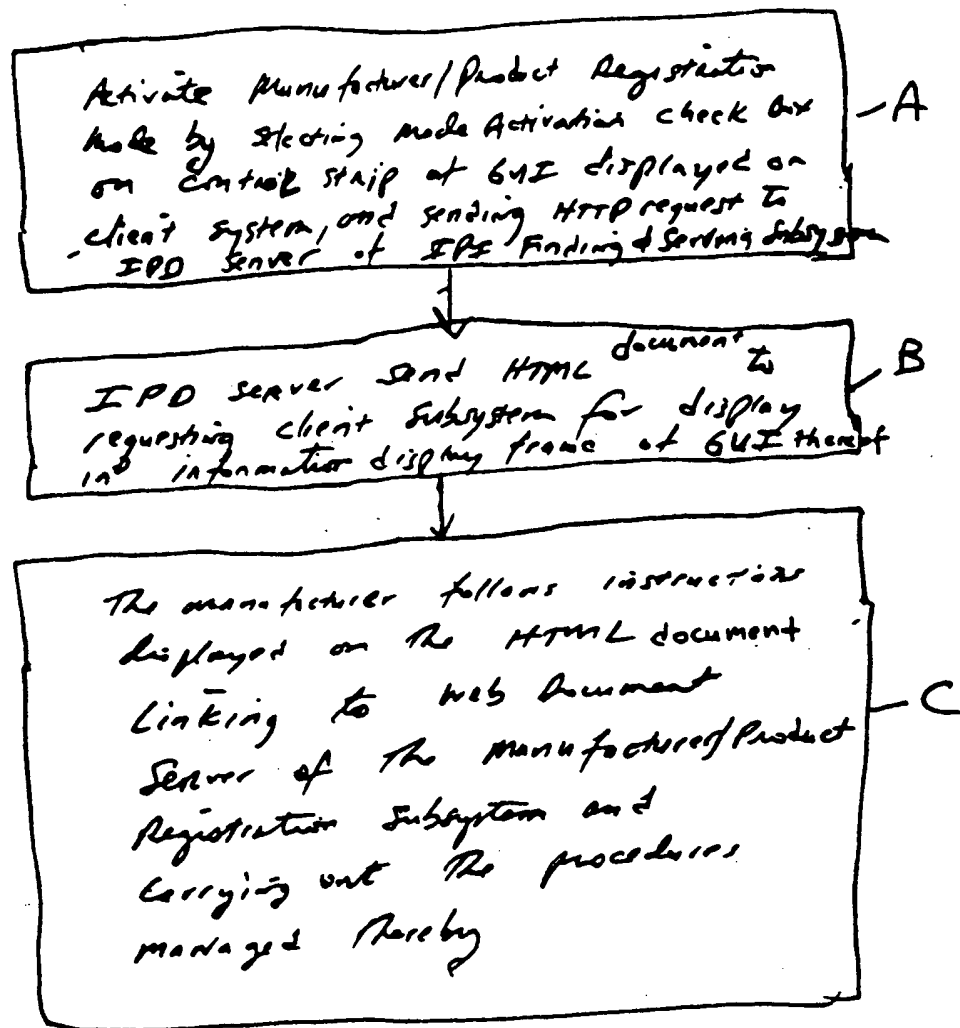 Activate Manufacturer/Product Registration
Mode by selecting Mode Activation check box
on control strip of GUI displayed on
client system, and sending HTTP request to
IPD server of IPI Finding & Serving Subsystem
A
IPD server send HTML document to
requesting client subsystem for display
in information display frame of GUI thereof
B
The manufacturer follows instructions
displayed on the HTML document
Linking to Web Document
Server of the Manufacturer/Product
Registration Subsystem and
carrying out the procedures
managed thereby
C